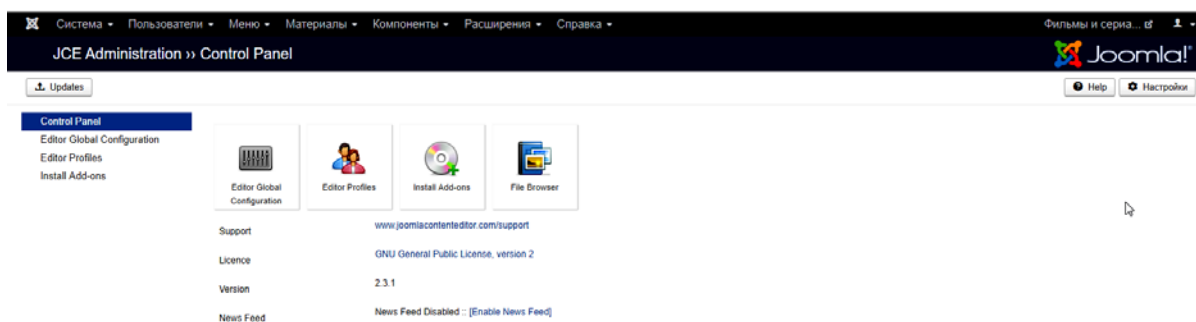 Система Пользователи Меню Материалы Компоненты Расширения Справка Фильмы и сериа...
JCE Administration ›› Control Panel Joomla!
Updates Help Настройки
Control Panel
Editor Global Configuration
Editor Profiles
Install Add-ons
Editor Global Configuration
Editor Profiles
Install Add-ons
File Browser
Support www.joomlacontenteditor.com/support
Licence GNU General Public License, version 2
Version 2.3.1
News Feed News Feed Disabled :: [Enable News Feed]